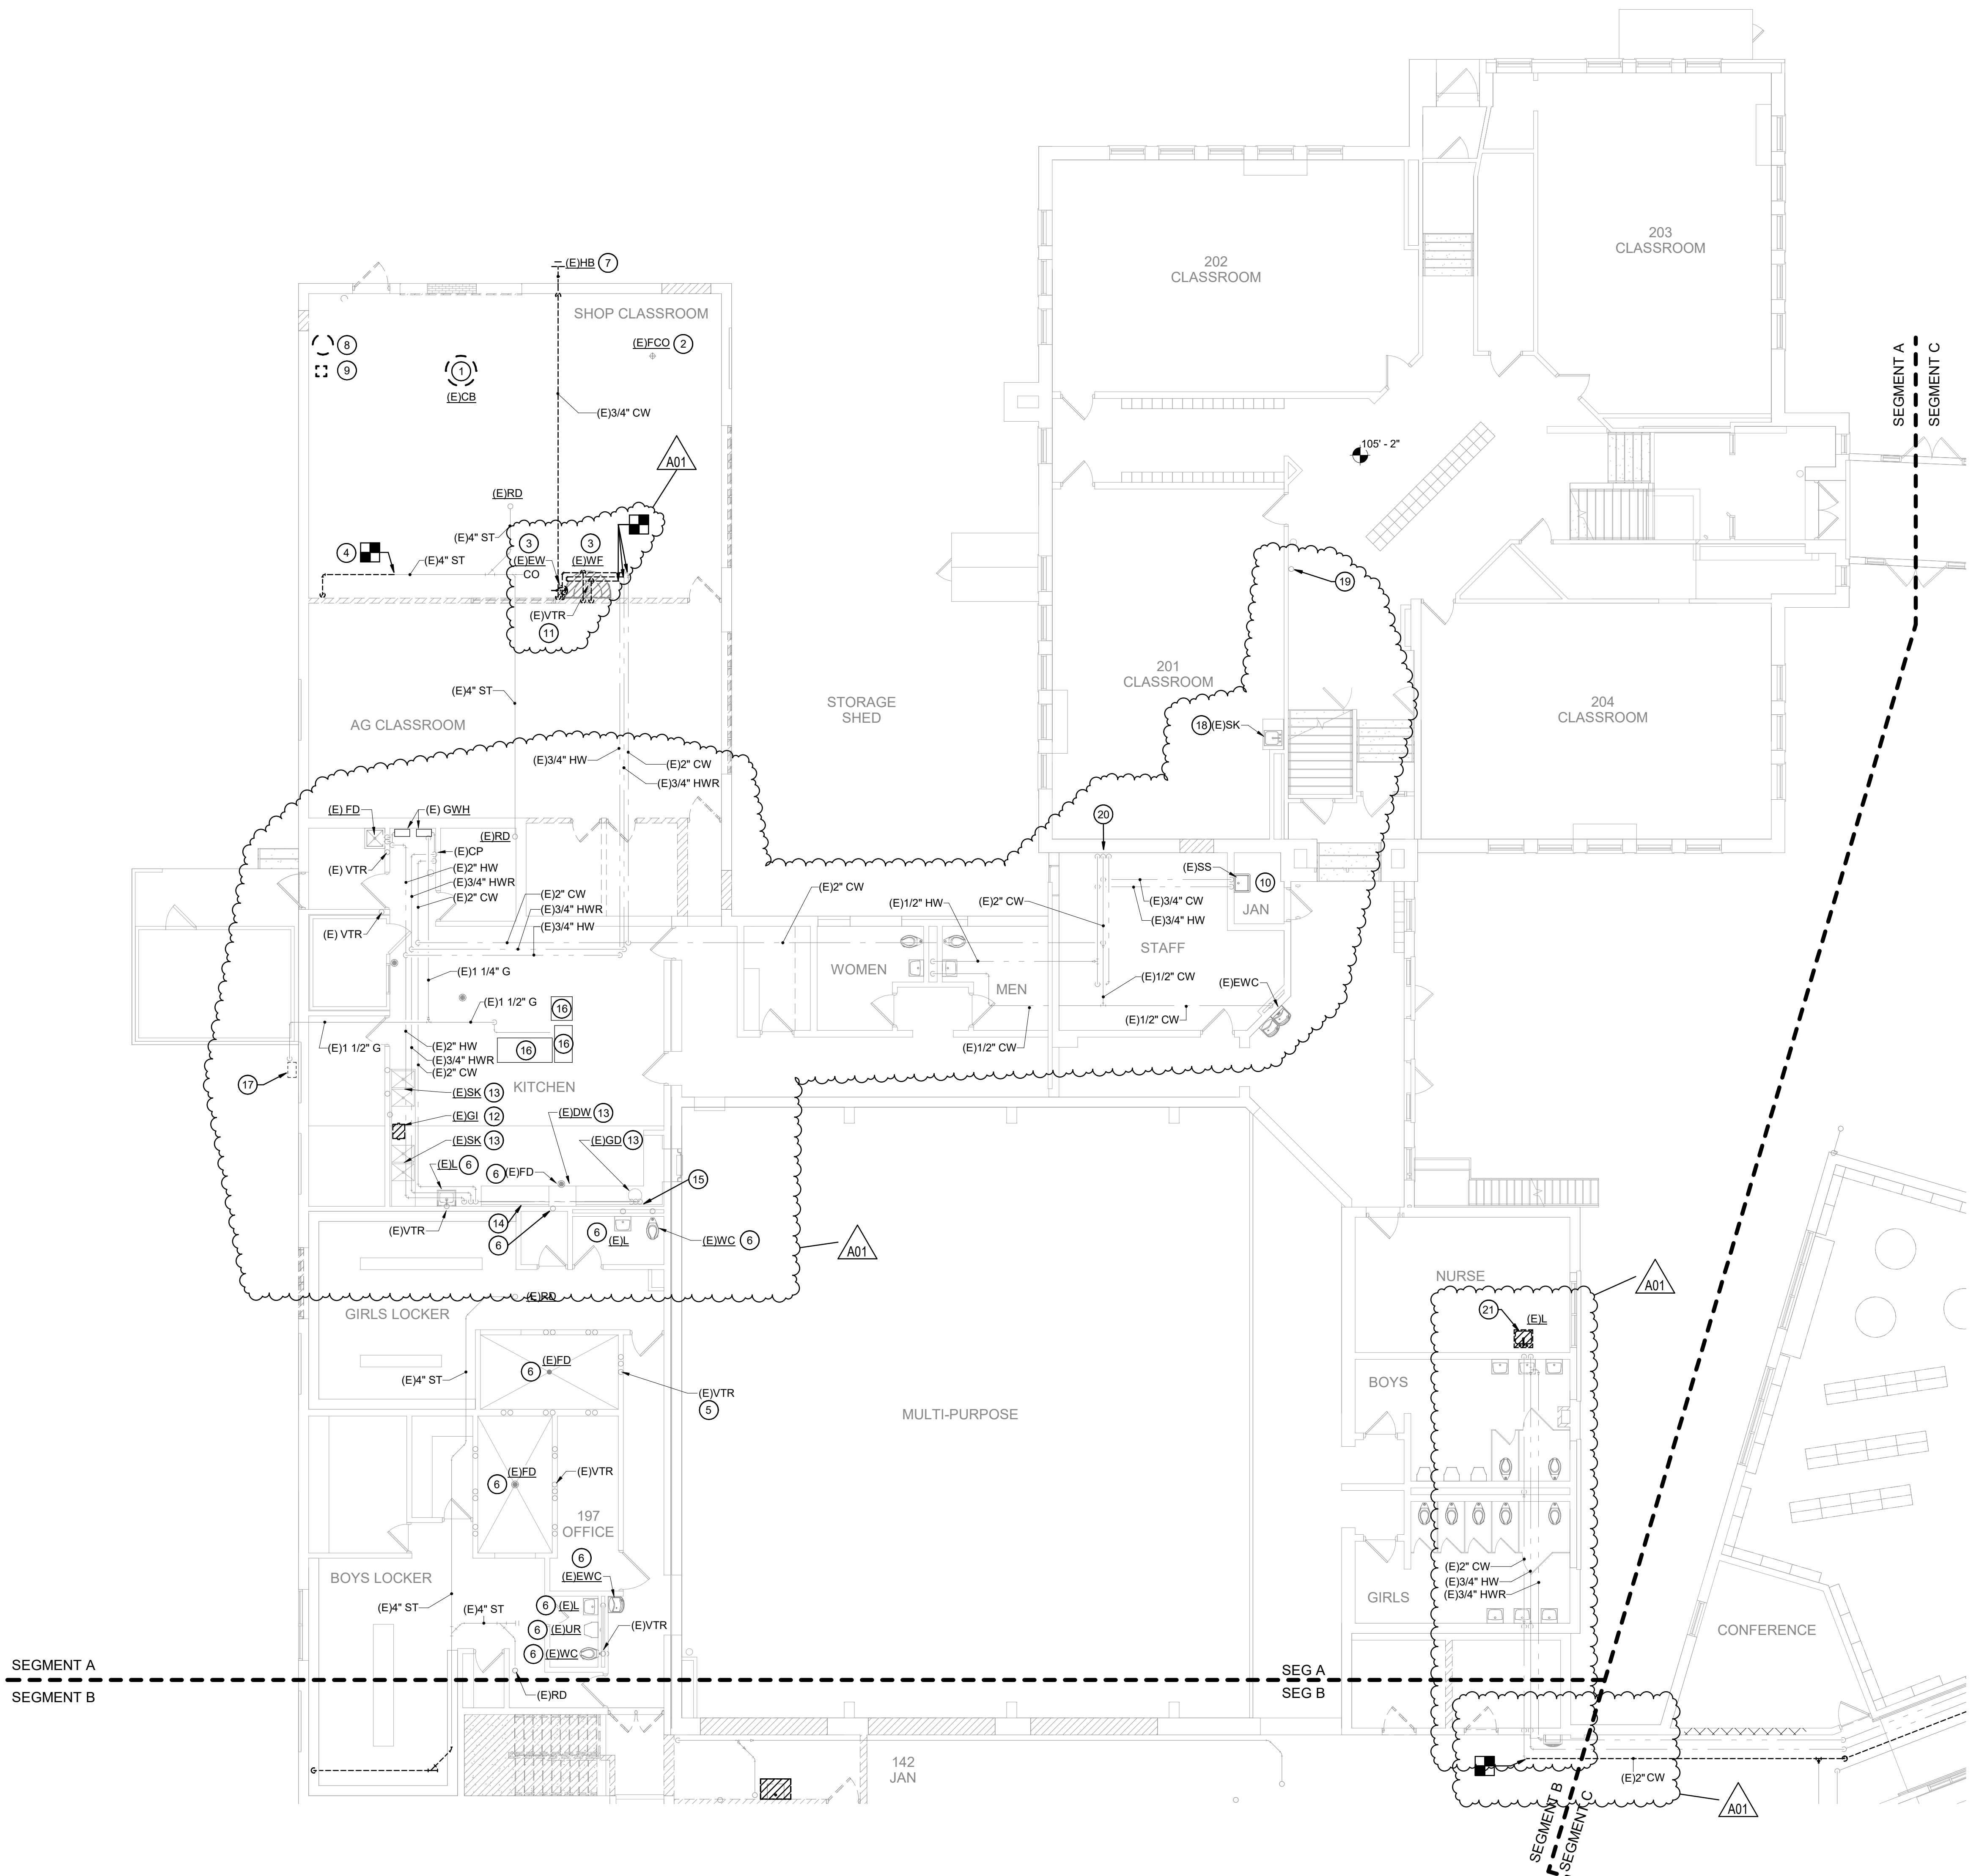 203
CLASSROOM
202
CLASSROOM
(E)HB 7
SHOP CLASSROOM
8
(E)FCO 2
9
1
(E)CB
SEGMENT A
SEGMENT C
(E)3/4" CW
A01
105' - 2"
(E)RD
(E)4" ST
3
3
4
(E)4" ST
(E)EW
(E)WF
CO
19
(E)VTR
11
201
CLASSROOM
(E)4" ST
STORAGE
SHED
204
CLASSROOM
AG CLASSROOM
18 (E)SK
(E)3/4" HW
(E)2" CW
(E)3/4" HWR
(E) FD
(E) GWH
20
(E)RD
(E)CP
(E) VTR
(E)2" HW
(E)3/4" HWR
(E)2" CW
(E)SS
10
(E)2" CW
(E)2" CW
(E)3/4" HWR
(E)3/4" HW
(E)1/2" HW
(E)2" CW
(E)3/4" CW
(E)3/4" HW
JAN
(E) VTR
STAFF
WOMEN
(E)1 1/4" G
MEN
(E)1/2" CW
(E)EWC
(E)1 1/2" G
16
(E)1/2" CW
(E)1 1/2" G
(E)2" HW
(E)3/4" HWR
(E)2" CW
16
16
(E)1/2" CW
17
KITCHEN
(E)SK 13
(E)GI 12
(E)DW 13
(E)SK 13
(E)GD 13
(E)L 6
6 (E)FD
15
(E)VTR
14
6
6
(E)L
(E)WC 6
A01
NURSE
A01
(E)RD
GIRLS LOCKER
21
(E)L
(E)FD
6
(E)4" ST
(E)VTR
5
BOYS
MULTI-PURPOSE
(E)FD
6
(E)VTR
197
OFFICE
6
(E)EWC
BOYS LOCKER
(E)2" CW
(E)3/4" HW
(E)3/4" HWR
GIRLS
(E)4" ST
(E)4" ST
6 (E)L
6 (E)UR
(E)VTR
6 (E)WC
CONFERENCE
SEGMENT A
SEGMENT B
SEG A
SEG B
(E)RD
142
JAN
(E)2" CW
A01
SEGMENT B
SEGMENT C